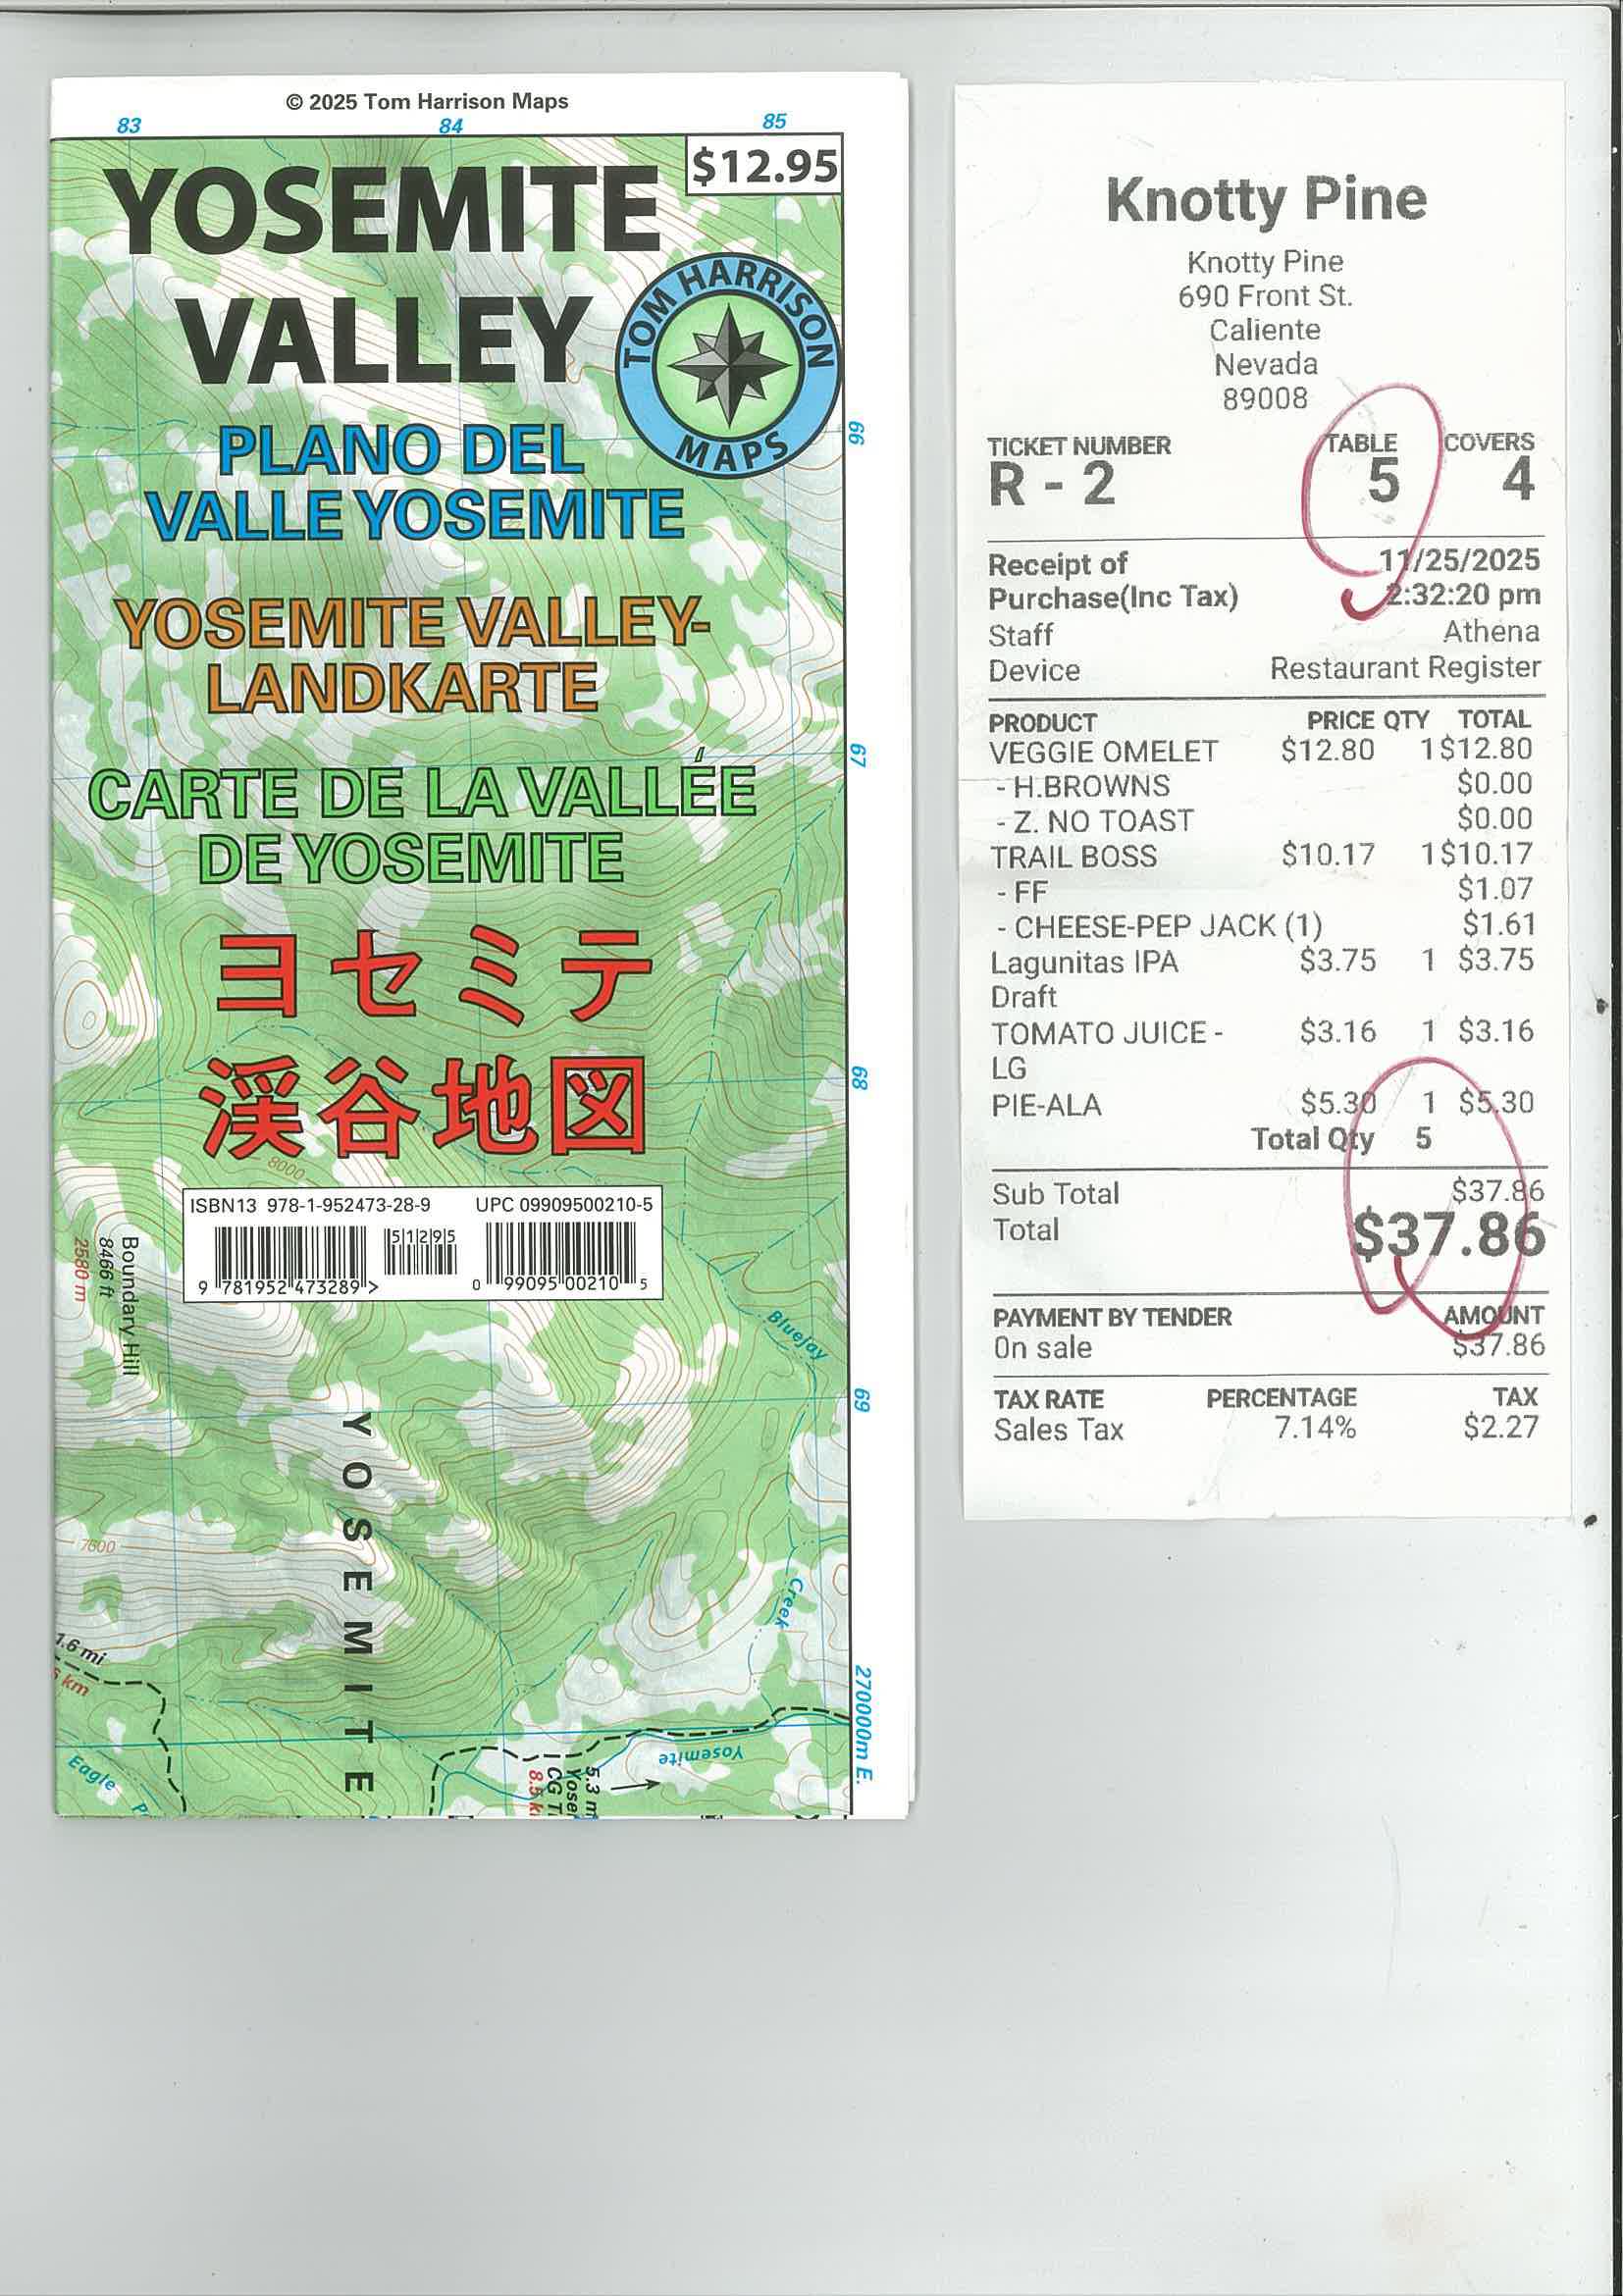 © 2025 Tom Harrison Maps
83 84 85
$12.95
YOSEMITE
VALLEY
TOM HARRISON
MAPS
PLANO DEL
VALLE YOSEMITE
YOSEMITE VALLEY-
LANDKARTE
CARTE DE LA VALLÉE
DE YOSEMITE
ヨセミテ
渓谷地図
66
67
68
69
270000m E.
8000
ISBN13 978-1-952473-28-9 UPC 09909500210-5
51295
9 781952 473289 >
0 99095 00210 5
Boundary Hill
8466 ft
2580 m
Bluejay
Creek
YOSEMITE
7600
1.6 mi
km
Eagle
Yosemite
5.3 m
Yosem
CG T
8.5 k
Knotty Pine
Knotty Pine
690 Front St.
Caliente
Nevada
89008
TICKET NUMBER TABLE COVERS
R - 2 5 4
Receipt of 11/25/2025
Purchase(Inc Tax) 2:32:20 pm
Staff Athena
Device Restaurant Register
PRODUCT PRICE QTY TOTAL
VEGGIE OMELET $12.80 1 $12.80
- H.BROWNS $0.00
- Z. NO TOAST $0.00
TRAIL BOSS $10.17 1 $10.17
- FF $1.07
- CHEESE-PEP JACK (1) $1.61
Lagunitas IPA $3.75 1 $3.75
Draft
TOMATO JUICE - $3.16 1 $3.16
LG
PIE-ALA $5.30 1 $5.30
Total Qty 5
Sub Total $37.86
Total $37.86
PAYMENT BY TENDER AMOUNT
On sale $37.86
TAX RATE PERCENTAGE TAX
Sales Tax 7.14% $2.27